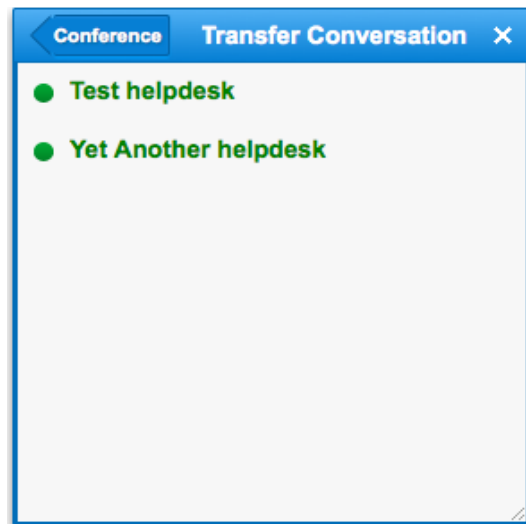 Conference Transfer Conversation ×
Test helpdesk
Yet Another helpdesk